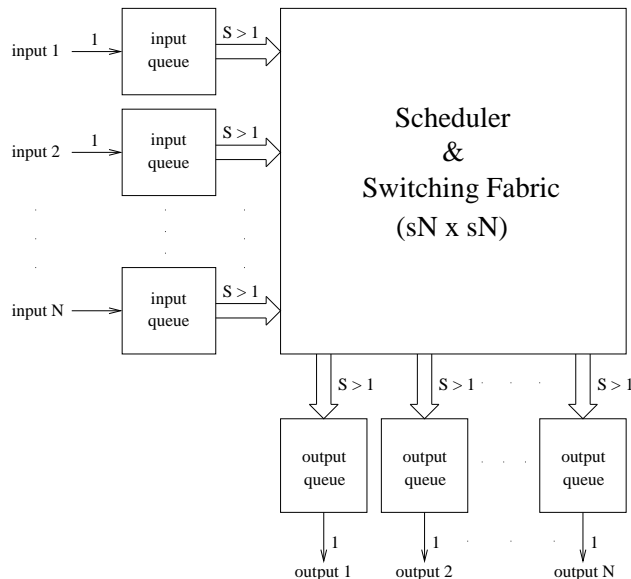 input 1
1
input
queue
S > 1
input 2
1
input
queue
S > 1
Scheduler
&
Switching Fabric
(sN x sN)
input N
input
queue
S > 1
S > 1
S > 1
S > 1
output
queue
output
queue
output
queue
1
1
1
output 1
output 2
output N